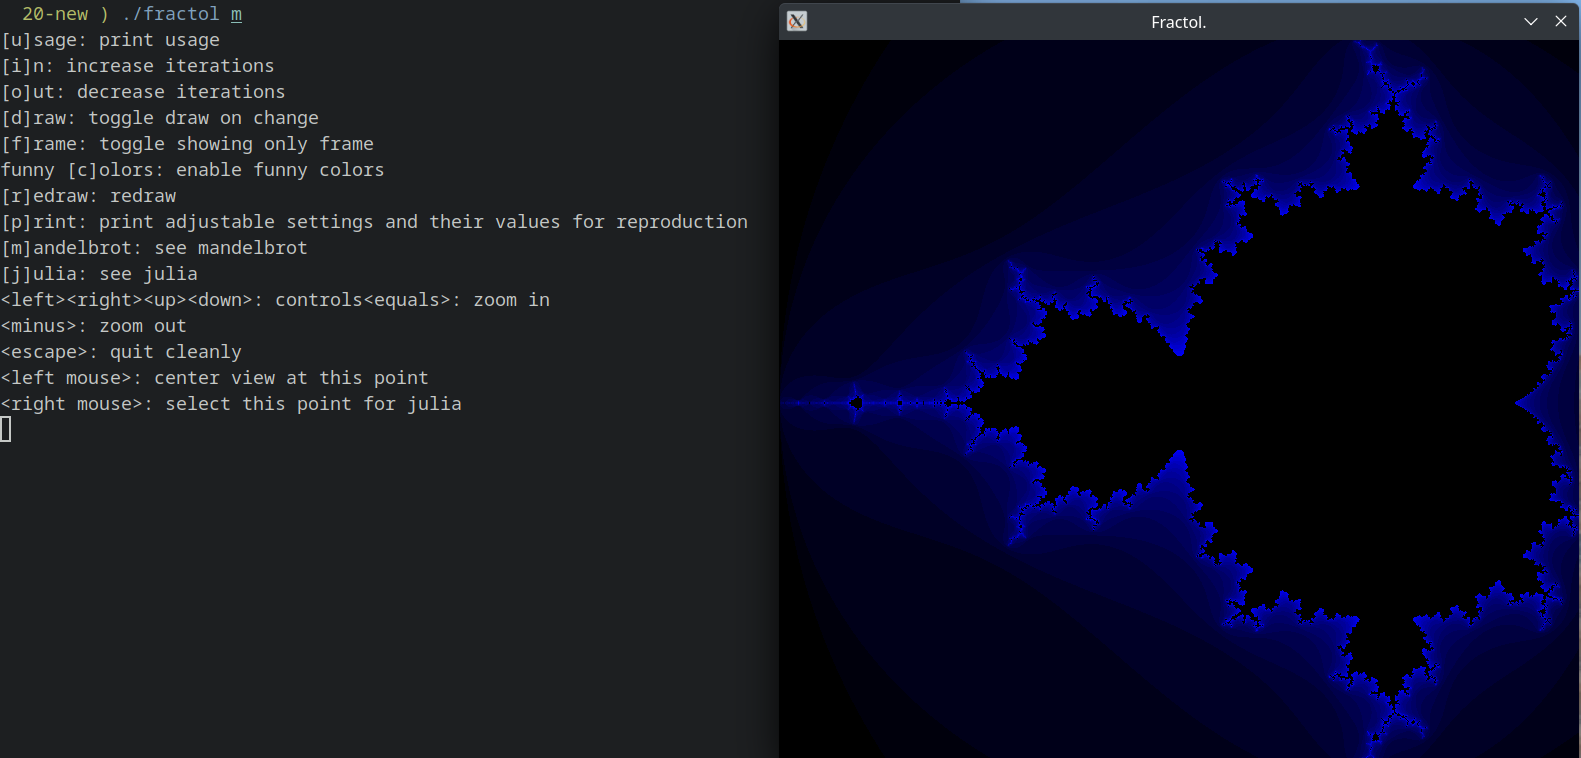 20-new ) ./fractol m
[u]sage: print usage
[i]n: increase iterations
[o]ut: decrease iterations
[d]raw: toggle draw on change
[f]rame: toggle showing only frame
funny [c]olors: enable funny colors
[r]edraw: redraw
[p]rint: print adjustable settings and their values for reproduction
[m]andelbrot: see mandelbrot
[j]ulia: see julia
<left><right><up><down>: controls<equals>: zoom in
<minus>: zoom out
<escape>: quit cleanly
<left mouse>: center view at this point
<right mouse>: select this point for julia
Fractol.